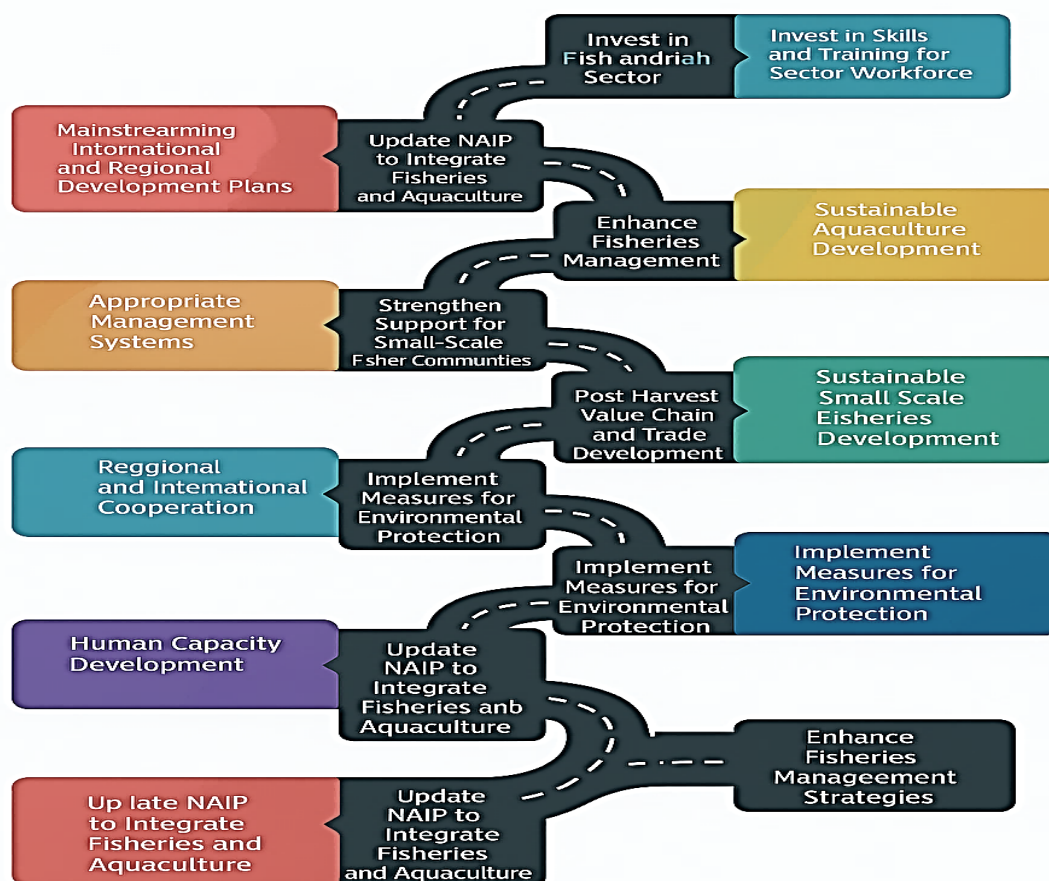 Invest in
Fish andriah
Sector
Invest in Skills
and Training for
Sector Workforce
Mainstrearming
Intornational
and Regional
Development Plans
Update NAIP
to Integrate
Fisheries
and Aquaculture
Enhance
Fisheries
Management
Sustainable
Aquaculture
Development
Appropriate
Management
Systems
Strengthen
Support for
Small-Scale
Fsher Communties
Post Harvest
Value Chain
and Trade
Development
Sustainable
Small Scale
Eisheries
Development
Reggional
and Intemational
Cooperation
Implement
Measures for
Environmental
Protection
Implement
Measures for
Environmental
Protection
Implement
Measures for
Environmental
Protection
Human Capacity
Development
Update
NAIP to
Integrate
Fisheries anb
Aquaculture
Enhance
Fisheries
Manageement
Strategies
Up late NAIP
to Integrate
Fisheries and
Aquaculture
Update
NAIP to
Integrate
Fisheries
and Aquaculture